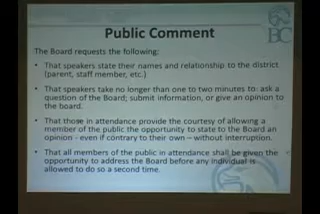 Public Comment
BC
The Board requests the following:
• That speakers state their names and relationship to the district
(parent, staff member, etc.)
• That speakers take no longer than one to two minutes to: ask a
question of the Board; submit information, or give an opinion to
the board.
• That those in attendance provide the courtesy of allowing a
member of the public the opportunity to state to the Board an
opinion - even if contrary to their own – without interruption.
• That all members of the public in attendance shall be given the
opportunity to address the Board before any individual is
allowed to do so a second time.